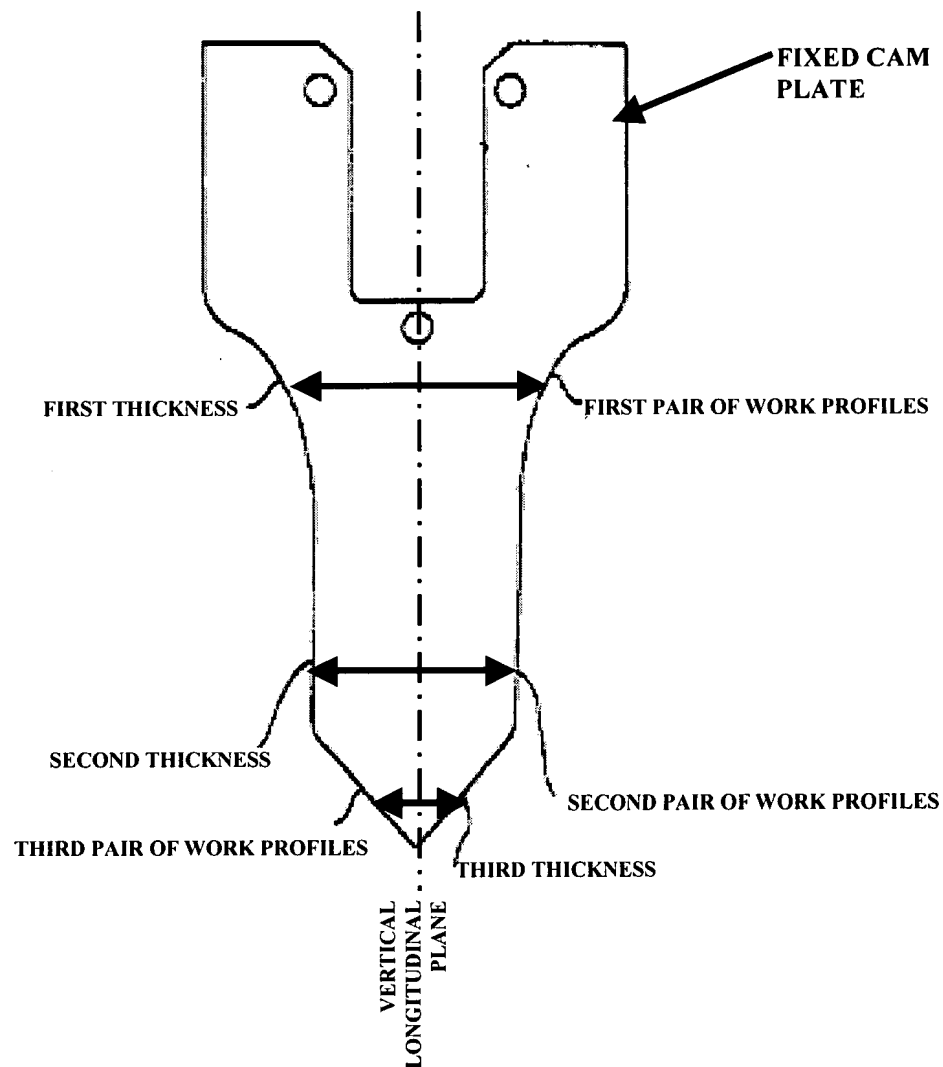 FIXED CAM
PLATE
FIRST THICKNESS
FIRST PAIR OF WORK PROFILES
SECOND THICKNESS
SECOND PAIR OF WORK PROFILES
THIRD PAIR OF WORK PROFILES
THIRD THICKNESS
VERTICAL
LONGITUDINAL
PLANE